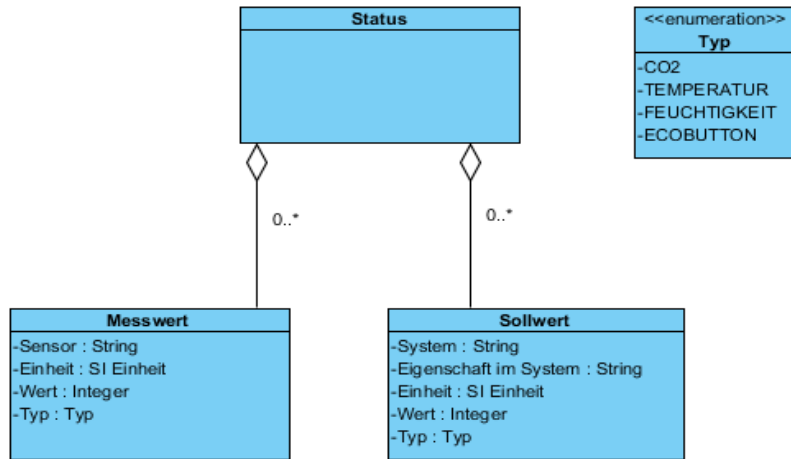 Status
<<enumeration>>
Typ
-CO2
-TEMPERATUR
-FEUCHTIGKEIT
-ECOBUTTON
0..*
0..*
Messwert
-Sensor : String
-Einheit : SI Einheit
-Wert : Integer
-Typ : Typ
Sollwert
-System : String
-Eigenschaft im System : String
-Einheit : SI Einheit
-Wert : Integer
-Typ : Typ